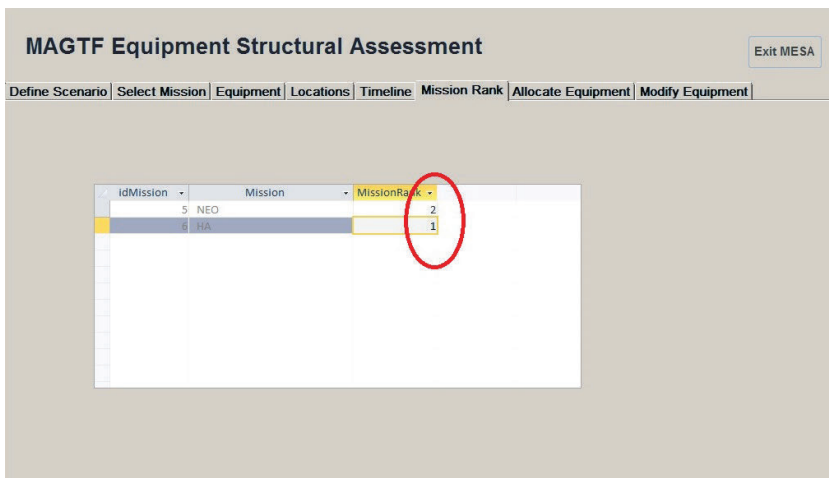 MAGTF Equipment Structural Assessment
Exit MESA
Define Scenario Select Mission Equipment Locations Timeline Mission Rank Allocate Equipment Modify Equipment
idMission Mission MissionRank
5 NEO 2
6 HA 1